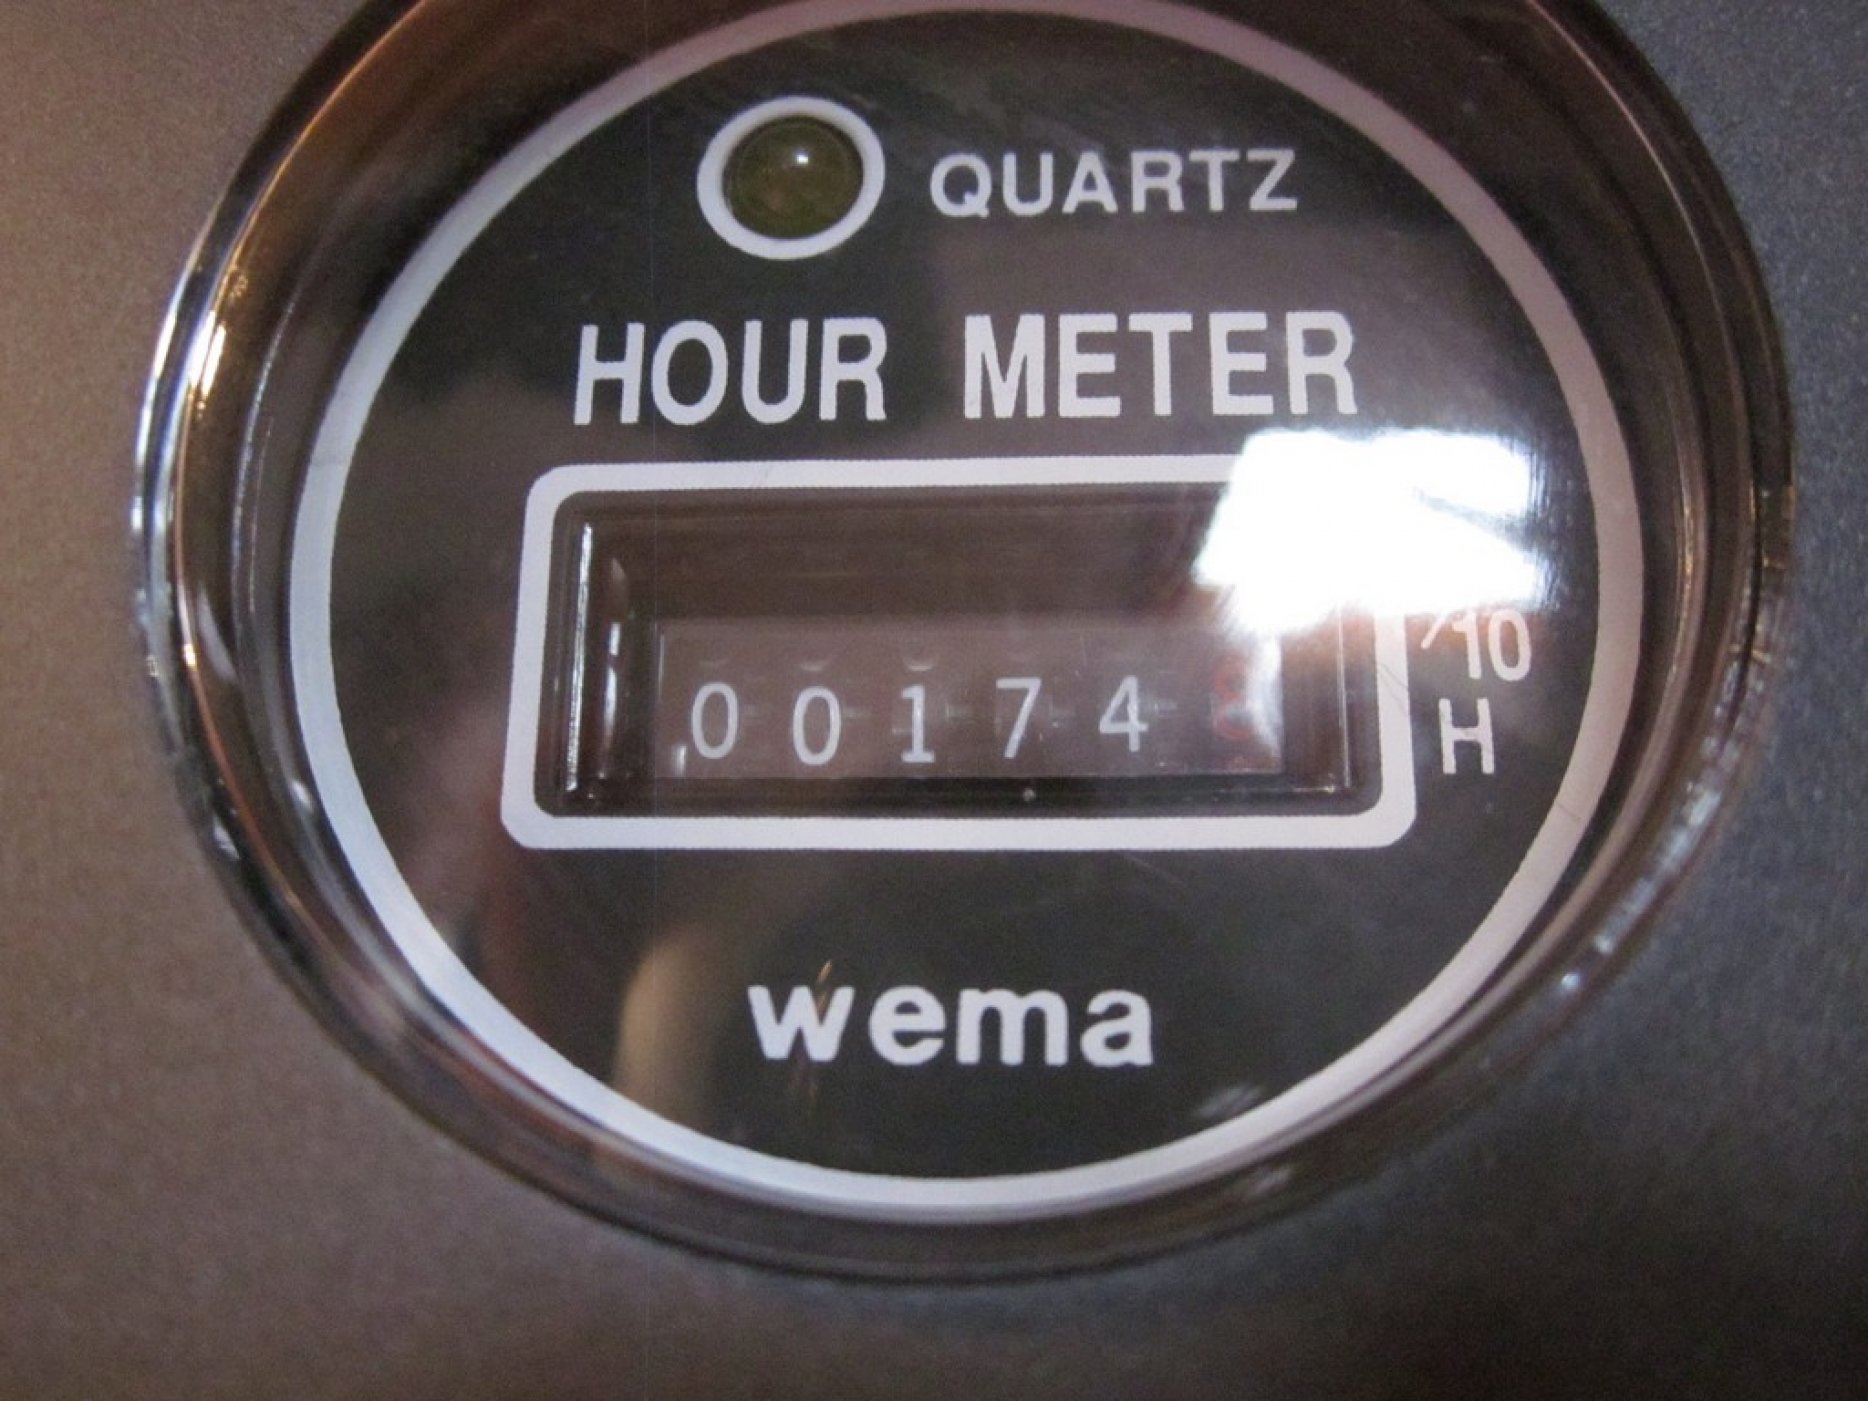 QUARTZ
HOUR METER
00174
1/10
H
wema